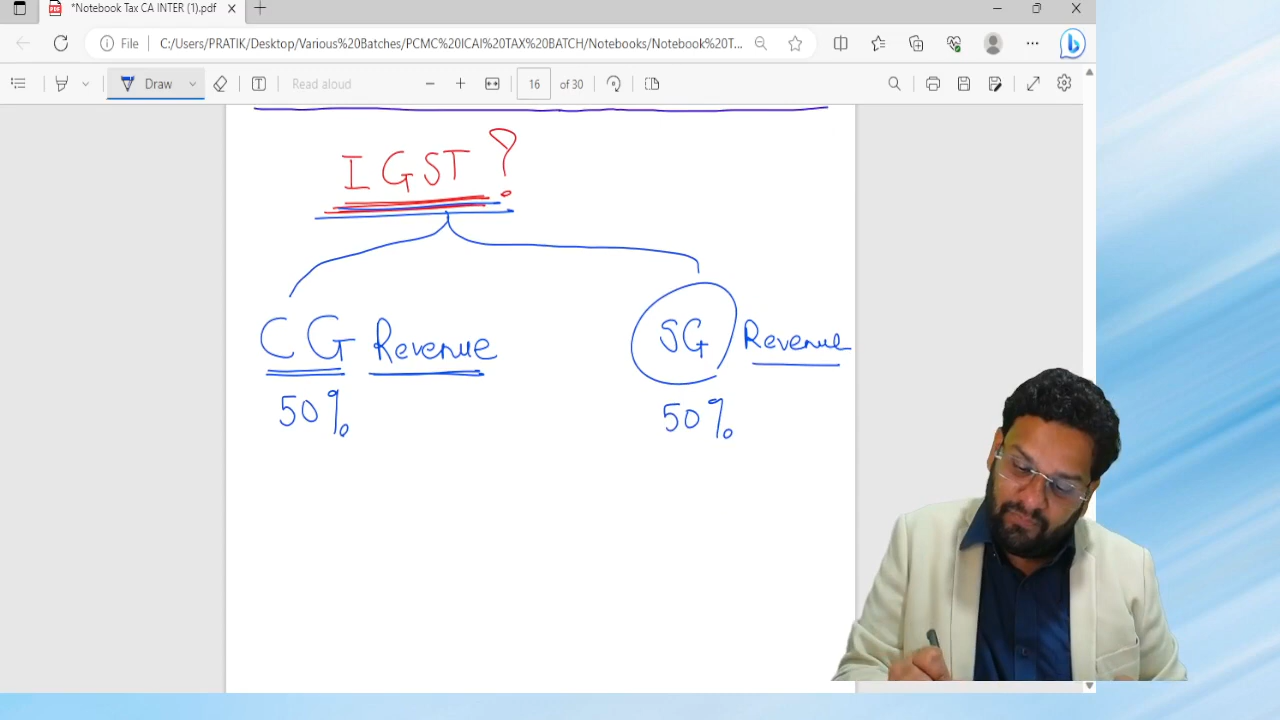 *Notebook Tax CA INTER (1).pdf
File C:/Users/PRATIK/Desktop/Various%20Batches/PCMC%20ICAI%20TAX%20BATCH/Notebooks/Notebook%20T...
Draw Read aloud 16 of 30
IGST?
CG Revenue SG Revenue
50% 50%